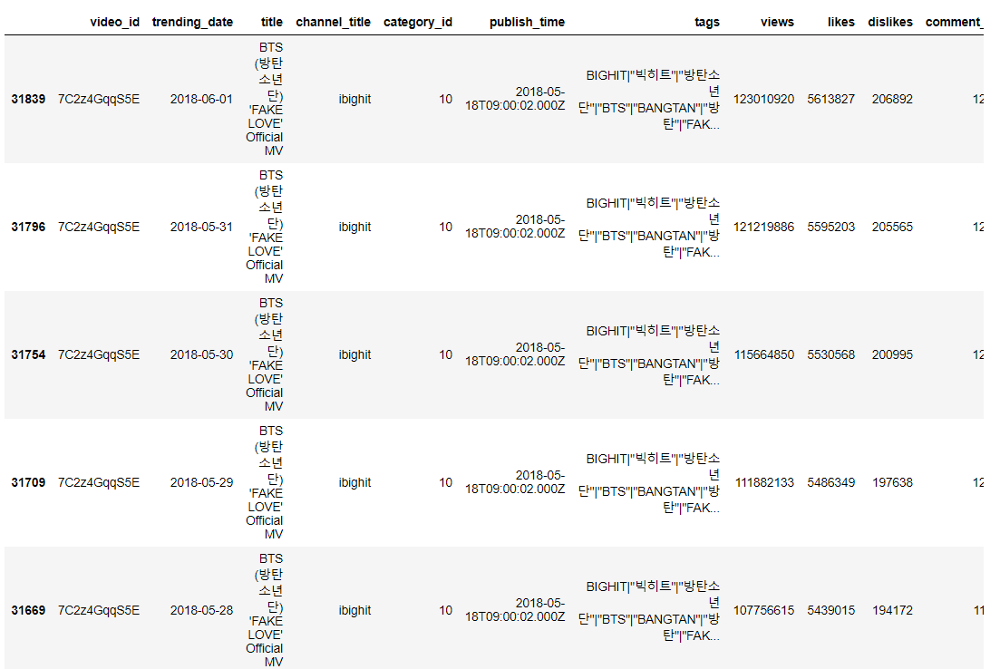 video_id trending_date title channel_title category_id publish_time tags views likes dislikes comment_
31839 7C2z4GqqS5E 2018-06-01 BTS (방탄소년단) 'FAKE LOVE' Official MV ibighit 10 2018-05-18T09:00:02.000Z BIGHIT|"빅히트"|"방탄소년단"|"BTS"|"BANGTAN"|"방탄"|"FAK... 123010920 5613827 206892 12
31796 7C2z4GqqS5E 2018-05-31 BTS (방탄소년단) 'FAKE LOVE' Official MV ibighit 10 2018-05-18T09:00:02.000Z BIGHIT|"빅히트"|"방탄소년단"|"BTS"|"BANGTAN"|"방탄"|"FAK... 121219886 5595203 205565 12
31754 7C2z4GqqS5E 2018-05-30 BTS (방탄소년단) 'FAKE LOVE' Official MV ibighit 10 2018-05-18T09:00:02.000Z BIGHIT|"빅히트"|"방탄소년단"|"BTS"|"BANGTAN"|"방탄"|"FAK... 115664850 5530568 200995 12
31709 7C2z4GqqS5E 2018-05-29 BTS (방탄소년단) 'FAKE LOVE' Official MV ibighit 10 2018-05-18T09:00:02.000Z BIGHIT|"빅히트"|"방탄소년단"|"BTS"|"BANGTAN"|"방탄"|"FAK... 111882133 5486349 197638 12
31669 7C2z4GqqS5E 2018-05-28 BTS (방탄소년단) 'FAKE LOVE' Official MV ibighit 10 2018-05-18T09:00:02.000Z BIGHIT|"빅히트"|"방탄소년단"|"BTS"|"BANGTAN"|"방탄"|"FAK... 107756615 5439015 194172 11